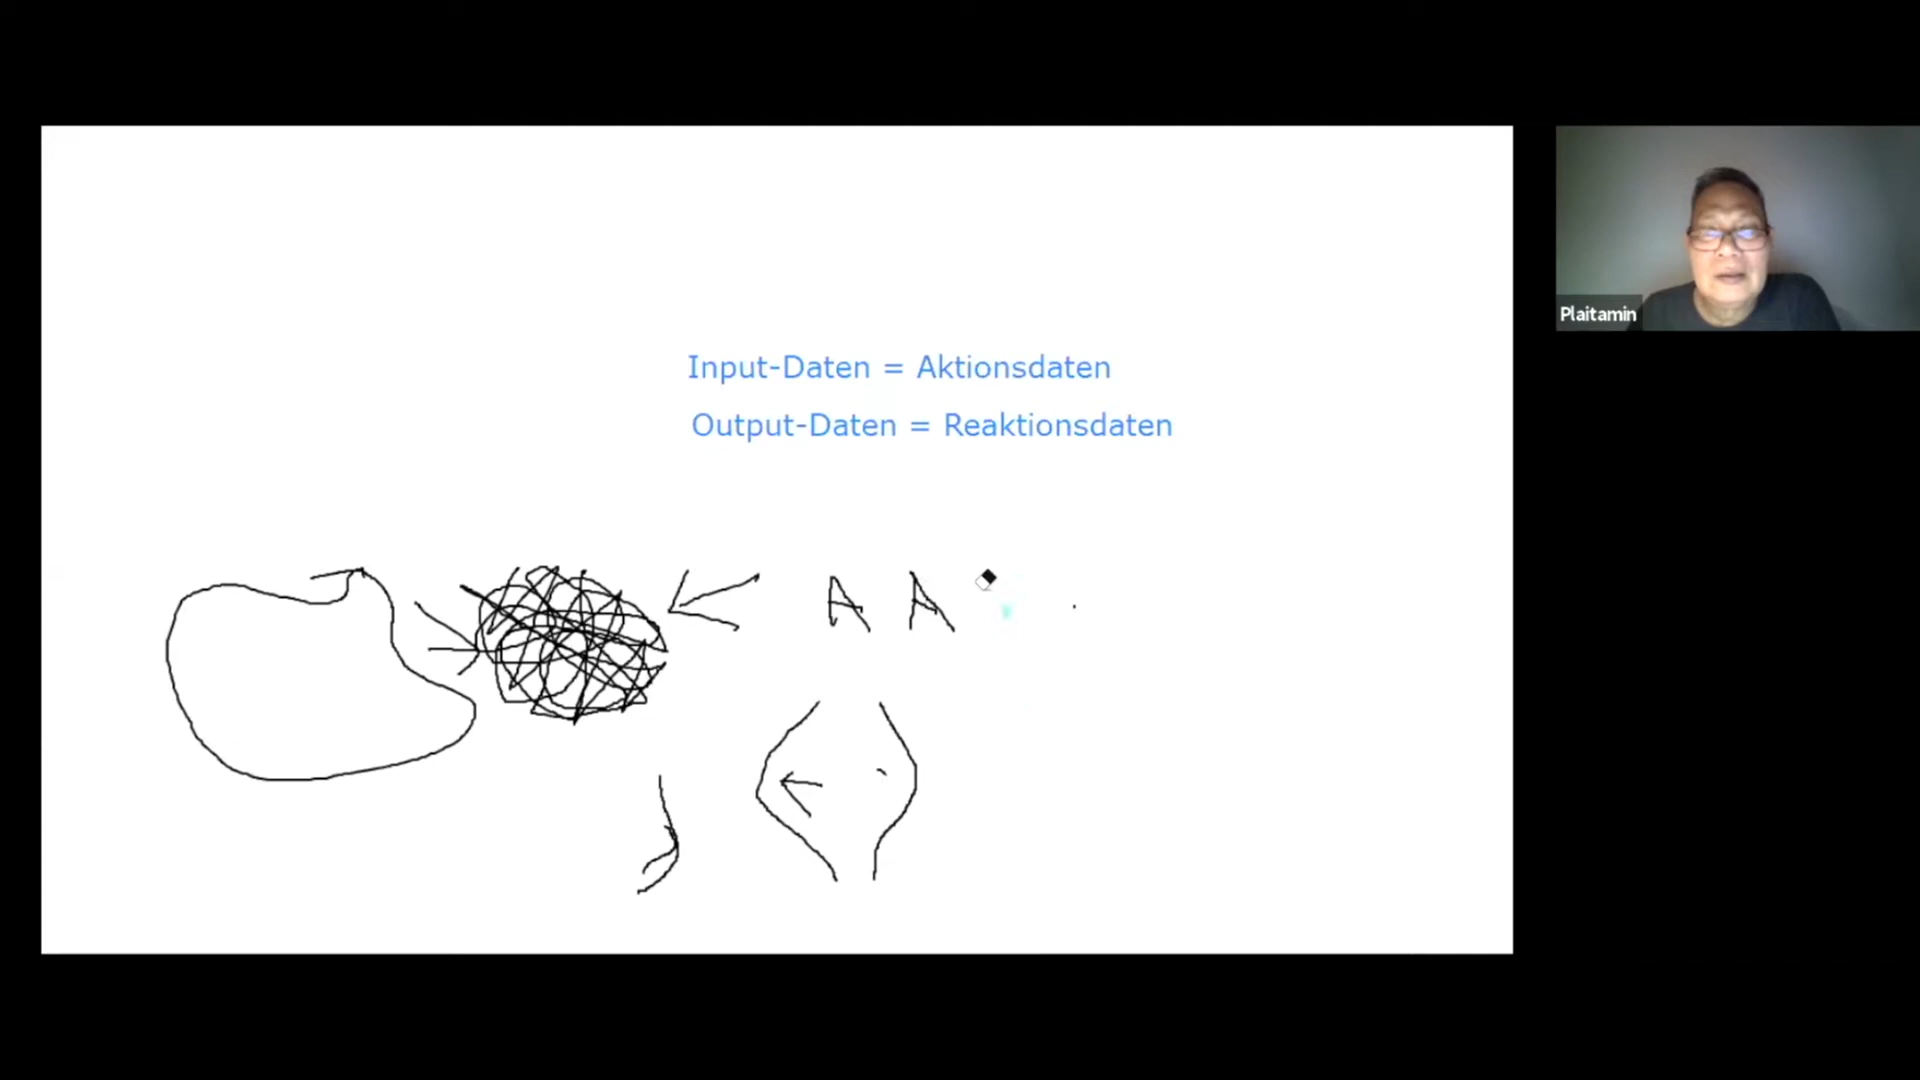 Input-Daten = Aktionsdaten
Output-Daten = Reaktionsdaten
A A
Plaitamin